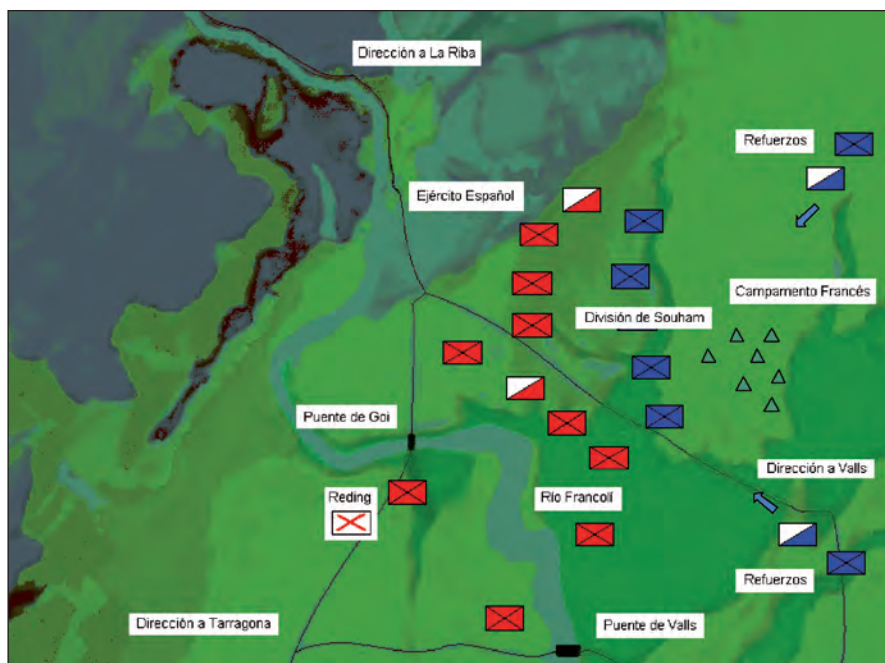 Dirección a La Riba
Refuerzos
Ejército Español
Campamento Francés
División de Souham
Puente de Goi
Dirección a Valls
Reding
Río Francolí
Refuerzos
Dirección a Tarragona
Puente de Valls